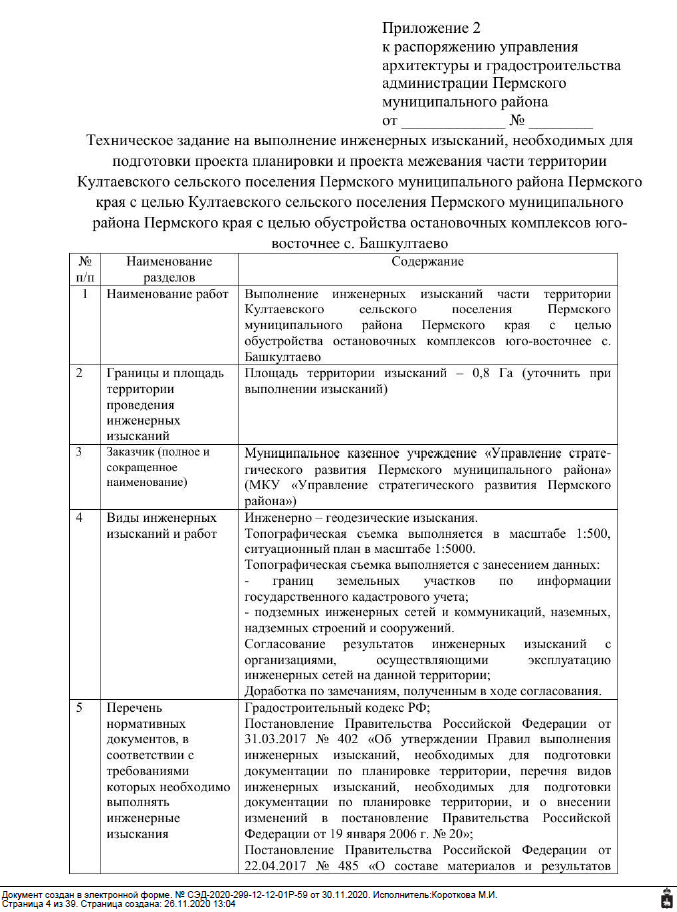 Приложение 2
к распоряжению управления
архитектуры и градостроительства
администрации Пермского
муниципального района
от _____________ № ________
Техническое задание на выполнение инженерных изысканий, необходимых для
подготовки проекта планировки и проекта межевания части территории
Култаевского сельского поселения Пермского муниципального района Пермского
края с целью Култаевского сельского поселения Пермского муниципального
района Пермского края с целью обустройства остановочных комплексов юго-
восточнее с. Башкултаево
№
п/п
Наименование
разделов
Содержание
1
Наименование работ
Выполнение инженерных изысканий части территории
Култаевского сельского поселения Пермского
муниципального района Пермского края с целью
обустройства остановочных комплексов юго-восточнее с.
Башкултаево
2
Границы и площадь
территории
проведения
инженерных
изысканий
Площадь территории изысканий – 0,8 Га (уточнить при
выполнении изысканий)
3
Заказчик (полное и
сокращенное
наименование)
Муниципальное казенное учреждение «Управление страте-
гического развития Пермского муниципального района»
(МКУ «Управление стратегического развития Пермского
района»)
4
Виды инженерных
изысканий и работ
Инженерно – геодезические изыскания.
Топографическая съемка выполняется в масштабе 1:500,
ситуационный план в масштабе 1:5000.
Топографическая съемка выполняется с занесением данных:
- границ земельных участков по информации
государственного кадастрового учета;
- подземных инженерных сетей и коммуникаций, наземных,
надземных строений и сооружений.
Согласование результатов инженерных изысканий с
организациями, осуществляющими эксплуатацию
инженерных сетей на данной территории;
Доработка по замечаниям, полученным в ходе согласования.
5
Перечень
нормативных
документов, в
соответствии с
требованиями
которых необходимо
выполнять
инженерные
изыскания
Градостроительный кодекс РФ;
Постановление Правительства Российской Федерации от
31.03.2017 № 402 «Об утверждении Правил выполнения
инженерных изысканий, необходимых для подготовки
документации по планировке территории, перечня видов
инженерных изысканий, необходимых для подготовки
документации по планировке территории, и о внесении
изменений в постановление Правительства Российской
Федерации от 19 января 2006 г. № 20»;
Постановление Правительства Российской Федерации от
22.04.2017 № 485 «О составе материалов и результатов
Документ создан в электронной форме. № СЭД-2020-299-12-12-01Р-59 от 30.11.2020. Исполнитель:Короткова М.И.
Страница 4 из 39. Страница создана: 26.11.2020 13:04